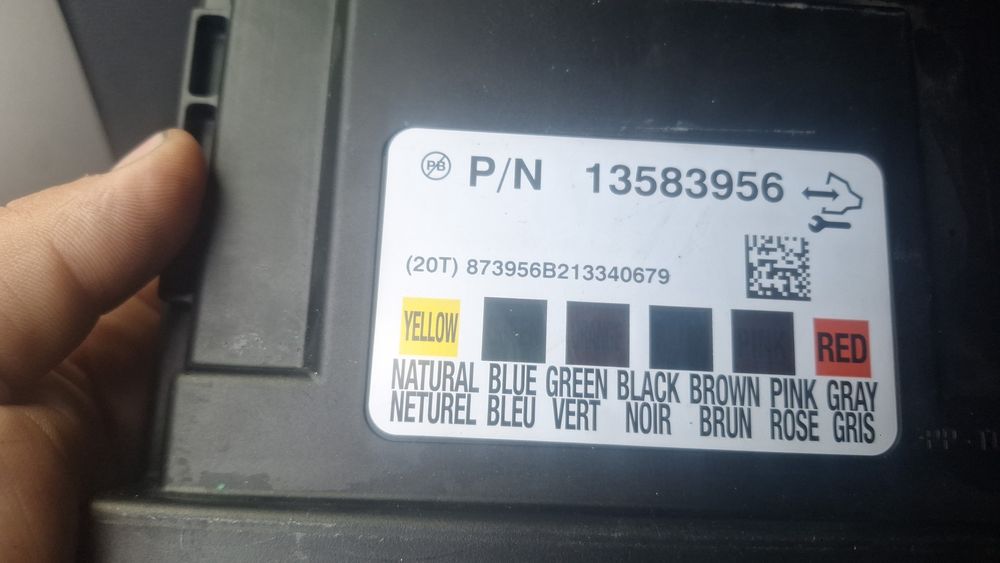 PB P/N 13583956
(20T) 873956B213340679
YELLOW RED
NATURAL BLUE GREEN BLACK BROWN PINK GRAY
NETUREL BLEU VERT NOIR BRUN ROSE GRIS